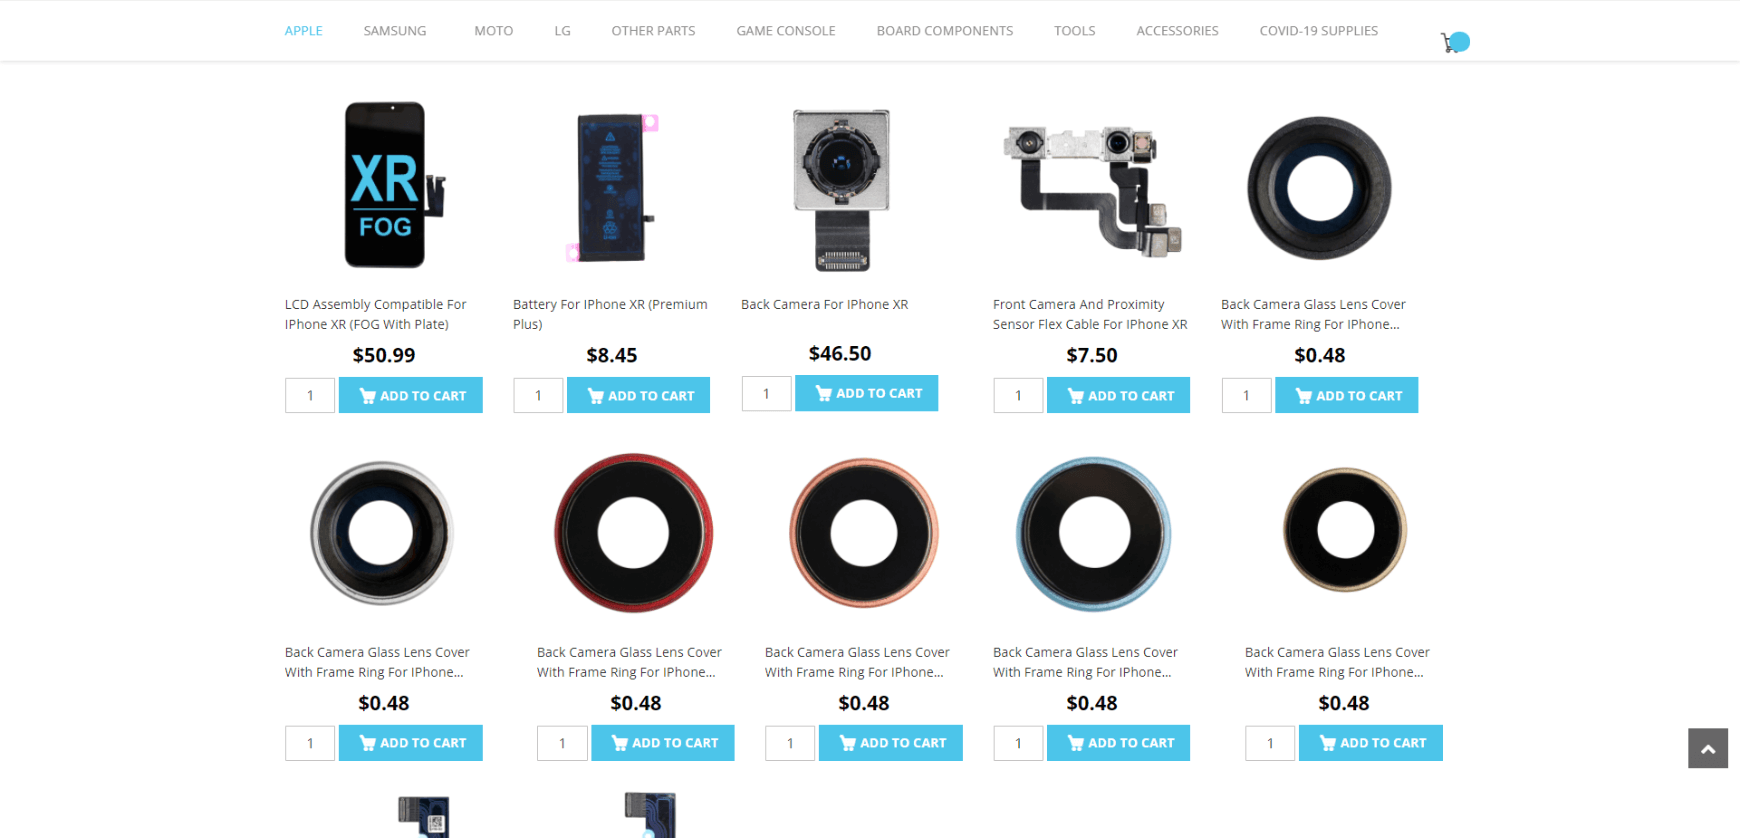 APPLE SAMSUNG MOTO LG OTHER PARTS GAME CONSOLE BOARD COMPONENTS TOOLS ACCESSORIES COVID-19 SUPPLIES
XR
FOG
LCD Assembly Compatible For
IPhone XR (FOG With Plate)
$50.99
1 ADD TO CART
Battery For IPhone XR (Premium
Plus)
$8.45
1 ADD TO CART
Back Camera For IPhone XR
$46.50
1 ADD TO CART
Front Camera And Proximity
Sensor Flex Cable For IPhone XR
$7.50
1 ADD TO CART
Back Camera Glass Lens Cover
With Frame Ring For IPhone...
$0.48
1 ADD TO CART
Back Camera Glass Lens Cover
With Frame Ring For IPhone...
$0.48
1 ADD TO CART
Back Camera Glass Lens Cover
With Frame Ring For IPhone...
$0.48
1 ADD TO CART
Back Camera Glass Lens Cover
With Frame Ring For IPhone...
$0.48
1 ADD TO CART
Back Camera Glass Lens Cover
With Frame Ring For IPhone...
$0.48
1 ADD TO CART
Back Camera Glass Lens Cover
With Frame Ring For IPhone...
$0.48
1 ADD TO CART